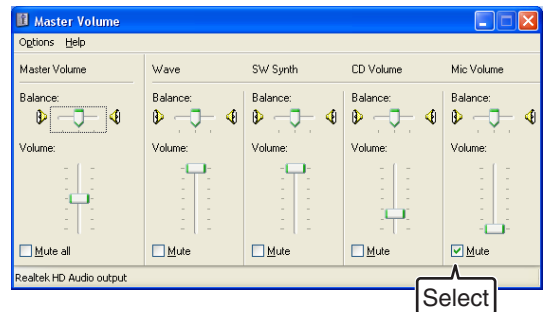 Master Volume
Options Help
Master Volume Wave SW Synth CD Volume Mic Volume
Balance: Balance: Balance: Balance: Balance:
Volume: Volume: Volume: Volume: Volume:
Mute all Mute Mute Mute Mute
Realtek HD Audio output
Select